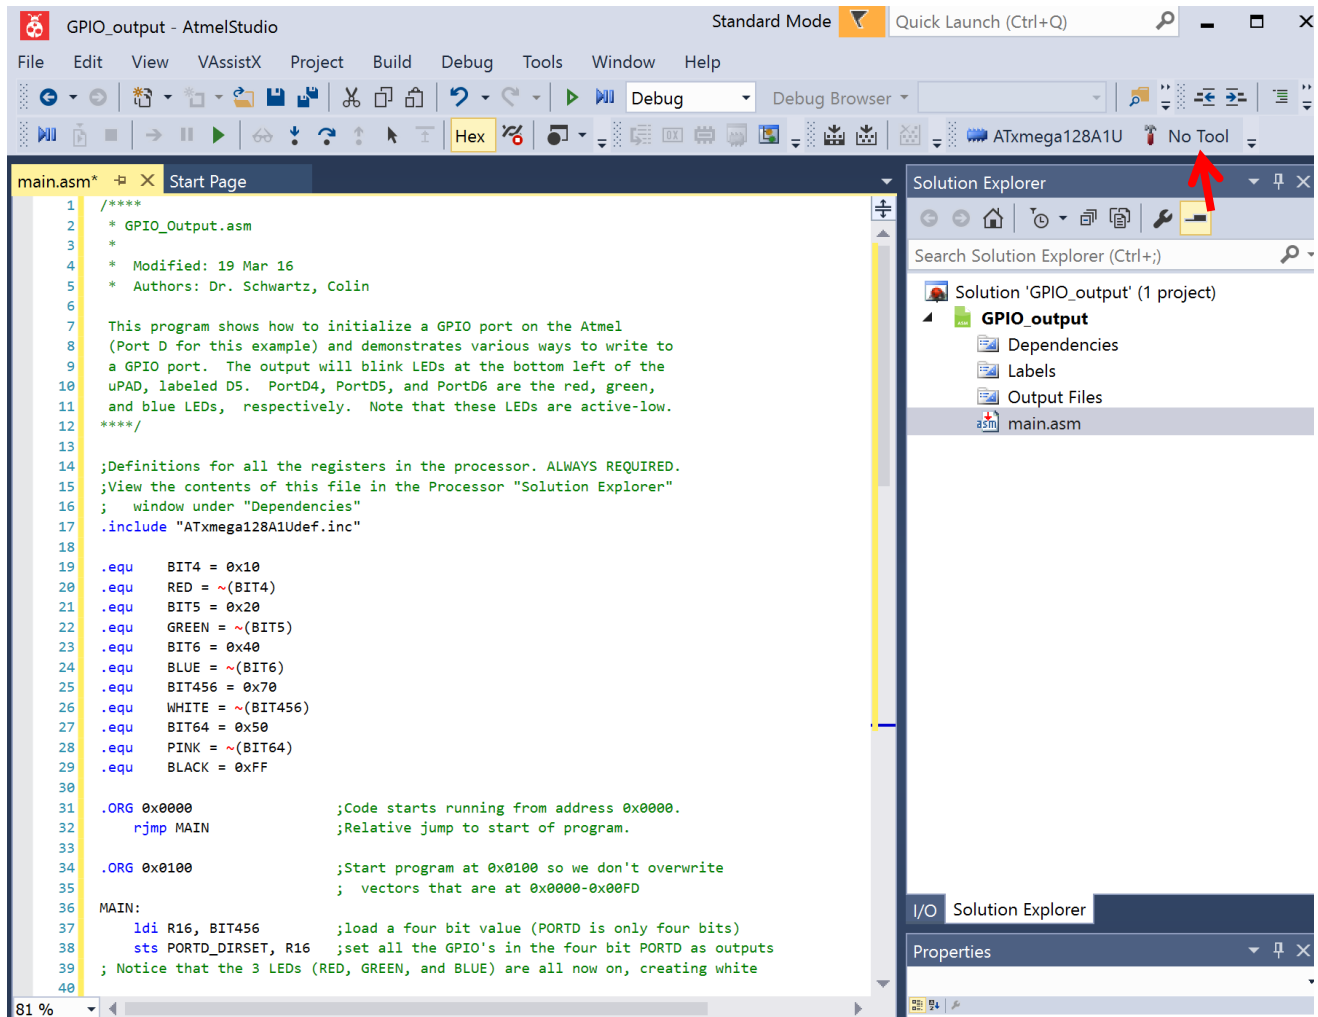 GPIO_output - AtmelStudio
Standard Mode
Quick Launch (Ctrl+Q)
File Edit View VAssistX Project Build Debug Tools Window Help
Debug
Debug Browser
Hex
ATxmega128A1U
No Tool
main.asm*
Start Page
1 /****
2 * GPIO_Output.asm
3 *
4 * Modified: 19 Mar 16
5 * Authors: Dr. Schwartz, Colin
6
7 This program shows how to initialize a GPIO port on the Atmel
8 (Port D for this example) and demonstrates various ways to write to
9 a GPIO port. The output will blink LEDs at the bottom left of the
10 uPAD, labeled D5. PortD4, PortD5, and PortD6 are the red, green,
11 and blue LEDs, respectively. Note that these LEDs are active-low.
12 ****/
13
14 ;Definitions for all the registers in the processor. ALWAYS REQUIRED.
15 ;View the contents of this file in the Processor "Solution Explorer"
16 ; window under "Dependencies"
17 .include "ATxmega128A1Udef.inc"
18
19 .equ BIT4 = 0x10
20 .equ RED = ~(BIT4)
21 .equ BIT5 = 0x20
22 .equ GREEN = ~(BIT5)
23 .equ BIT6 = 0x40
24 .equ BLUE = ~(BIT6)
25 .equ BIT456 = 0x70
26 .equ WHITE = ~(BIT456)
27 .equ BIT64 = 0x50
28 .equ PINK = ~(BIT64)
29 .equ BLACK = 0xFF
30
31 .ORG 0x0000 ;Code starts running from address 0x0000.
32 rjmp MAIN ;Relative jump to start of program.
33
34 .ORG 0x0100 ;Start program at 0x0100 so we don't overwrite
35 ; vectors that are at 0x0000-0x00FD
36 MAIN:
37 ldi R16, BIT456 ;load a four bit value (PORTD is only four bits)
38 sts PORTD_DIRSET, R16 ;set all the GPIO's in the four bit PORTD as outputs
39 ; Notice that the 3 LEDs (RED, GREEN, and BLUE) are all now on, creating white
40
81 %
Solution Explorer
Search Solution Explorer (Ctrl+;)
Solution 'GPIO_output' (1 project)
GPIO_output
Dependencies
Labels
Output Files
asm main.asm
I/O Solution Explorer
Properties